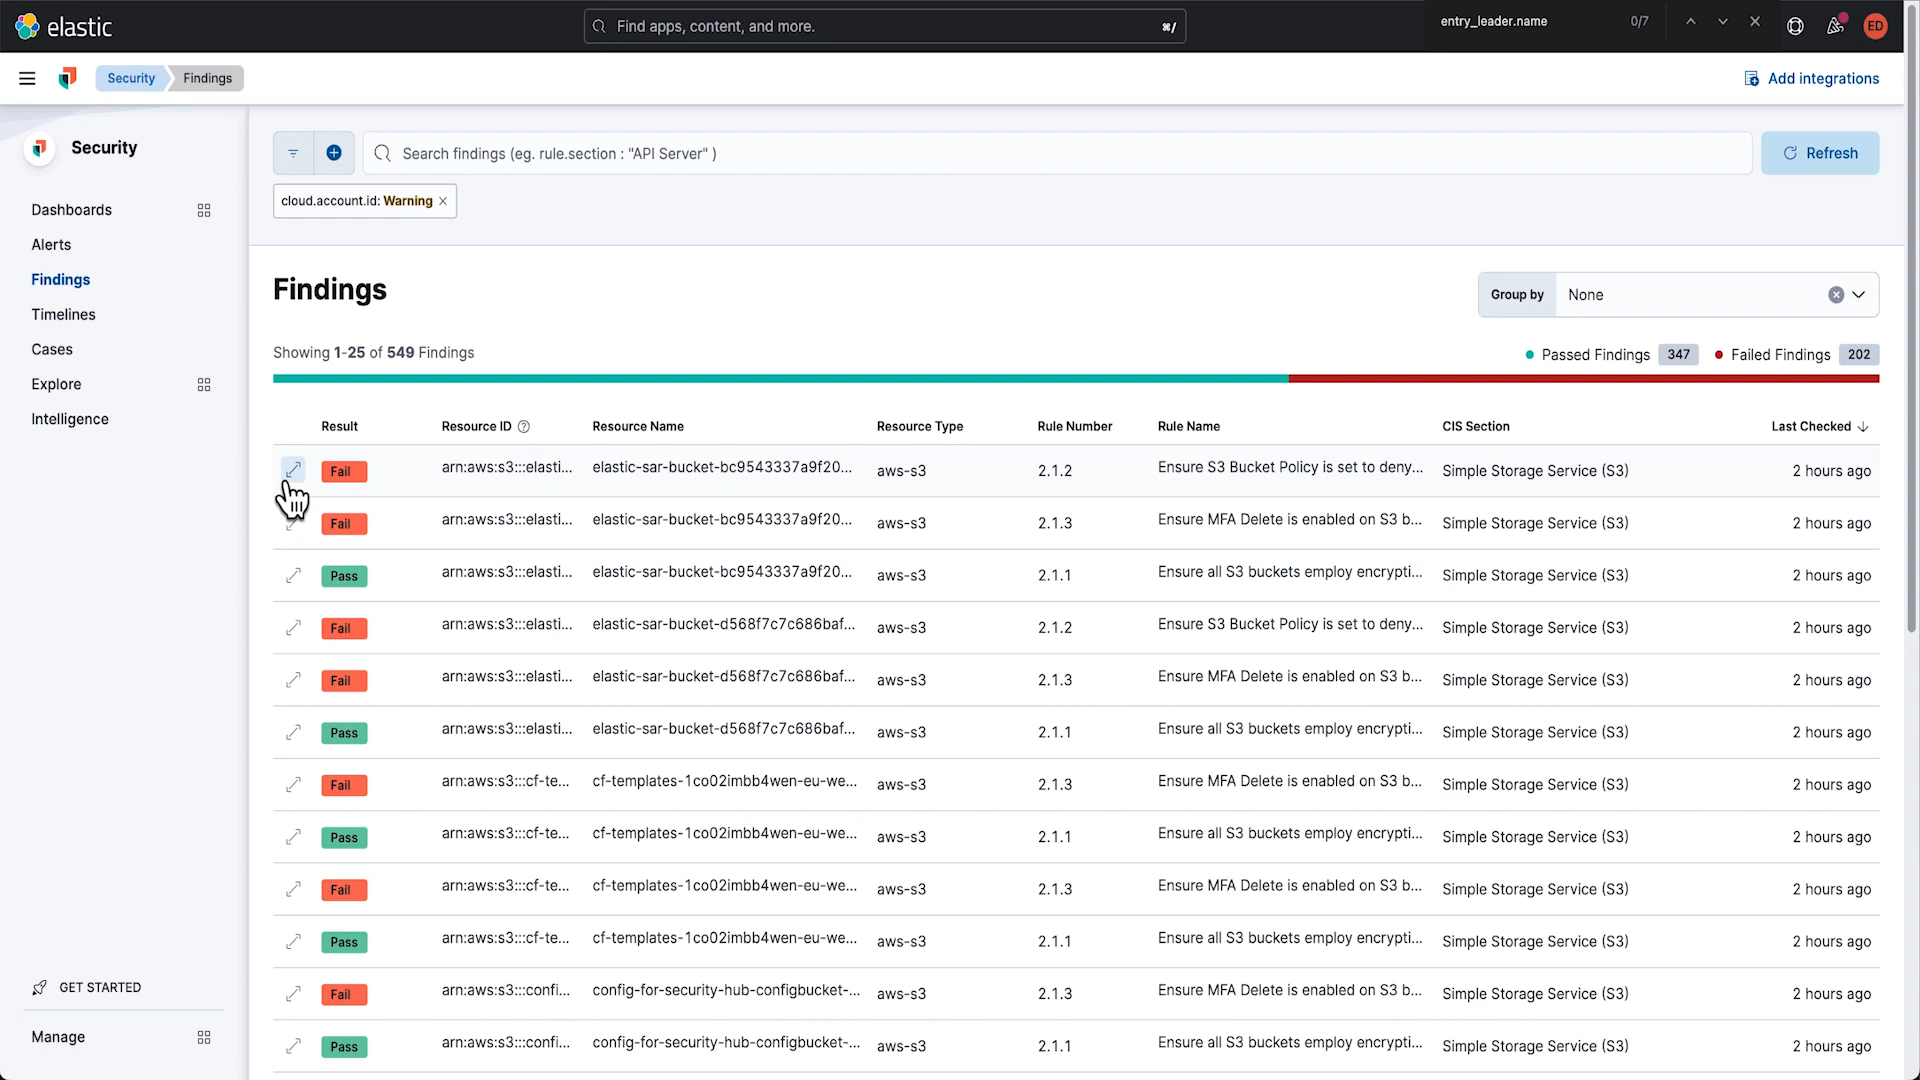 elastic
Find apps, content, and more.
⌘/
entry_leader.name
0/7
ED
Security
Findings
Add integrations
Security
Dashboards
Alerts
Findings
Timelines
Cases
Explore
Intelligence
GET STARTED
Manage
Search findings (eg. rule.section : "API Server" )
Refresh
cloud.account.id: Warning
Findings
Group by None
Showing 1-25 of 549 Findings
Passed Findings 347 Failed Findings 202
Result Resource ID Resource Name Resource Type Rule Number Rule Name CIS Section Last Checked
Fail arn:aws:s3:::elasti... elastic-sar-bucket-bc9543337a9f20... aws-s3 2.1.2 Ensure S3 Bucket Policy is set to deny... Simple Storage Service (S3) 2 hours ago
Fail arn:aws:s3:::elasti... elastic-sar-bucket-bc9543337a9f20... aws-s3 2.1.3 Ensure MFA Delete is enabled on S3 b... Simple Storage Service (S3) 2 hours ago
Pass arn:aws:s3:::elasti... elastic-sar-bucket-bc9543337a9f20... aws-s3 2.1.1 Ensure all S3 buckets employ encrypti... Simple Storage Service (S3) 2 hours ago
Fail arn:aws:s3:::elasti... elastic-sar-bucket-d568f7c7c686baf... aws-s3 2.1.2 Ensure S3 Bucket Policy is set to deny... Simple Storage Service (S3) 2 hours ago
Fail arn:aws:s3:::elasti... elastic-sar-bucket-d568f7c7c686baf... aws-s3 2.1.3 Ensure MFA Delete is enabled on S3 b... Simple Storage Service (S3) 2 hours ago
Pass arn:aws:s3:::elasti... elastic-sar-bucket-d568f7c7c686baf... aws-s3 2.1.1 Ensure all S3 buckets employ encrypti... Simple Storage Service (S3) 2 hours ago
Fail arn:aws:s3:::cf-te... cf-templates-1co02imbb4wen-eu-we... aws-s3 2.1.3 Ensure MFA Delete is enabled on S3 b... Simple Storage Service (S3) 2 hours ago
Pass arn:aws:s3:::cf-te... cf-templates-1co02imbb4wen-eu-we... aws-s3 2.1.1 Ensure all S3 buckets employ encrypti... Simple Storage Service (S3) 2 hours ago
Fail arn:aws:s3:::cf-te... cf-templates-1co02imbb4wen-eu-we... aws-s3 2.1.3 Ensure MFA Delete is enabled on S3 b... Simple Storage Service (S3) 2 hours ago
Pass arn:aws:s3:::cf-te... cf-templates-1co02imbb4wen-eu-we... aws-s3 2.1.1 Ensure all S3 buckets employ encrypti... Simple Storage Service (S3) 2 hours ago
Fail arn:aws:s3:::confi... config-for-security-hub-configbucket-... aws-s3 2.1.3 Ensure MFA Delete is enabled on S3 b... Simple Storage Service (S3) 2 hours ago
Pass arn:aws:s3:::confi... config-for-security-hub-configbucket-... aws-s3 2.1.1 Ensure all S3 buckets employ encrypti... Simple Storage Service (S3) 2 hours ago